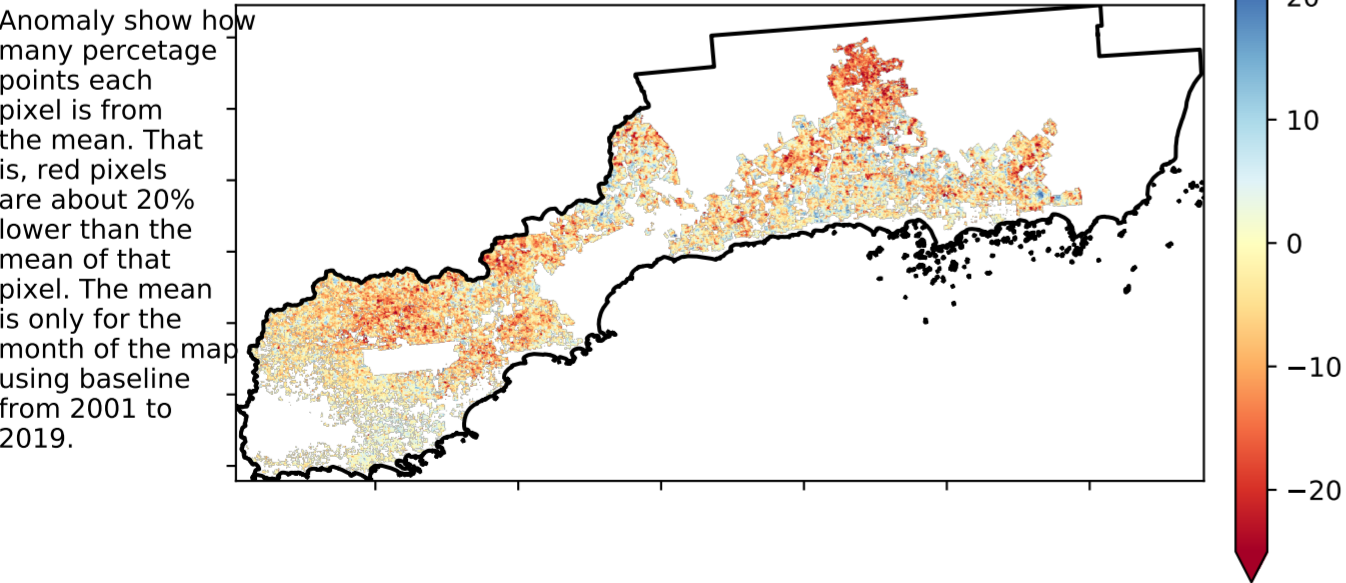 Anomaly show how
many percetage
points each
pixel is from
the mean. That
is, red pixels
are about 20%
lower than the
mean of that
pixel. The mean
is only for the
month of the map
using baseline
from 2001 to
2019.
20
10
0
−10
−20